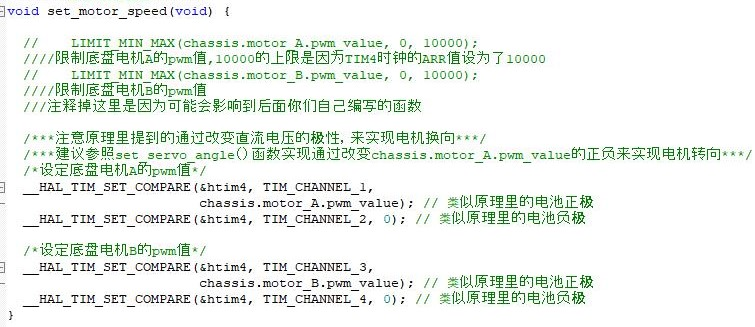 void set_motor_speed(void) {
//    LIMIT_MIN_MAX(chassis.motor_A.pwm_value, 0, 10000);
////限制底盘电机A的pwm值,10000的上限是因为TIM4时钟的ARR值设为了10000
//    LIMIT_MIN_MAX(chassis.motor_B.pwm_value, 0, 10000);
////限制底盘电机B的pwm值
///注释掉这里是因为可能会影响到后面你们自己编写的函数
/***注意原理里提到的通过改变直流电压的极性，来实现电机换向***/
/***建议参照set_servo_angle()函数实现通过改变chassis.motor_A.pwm_value的正负来实现电机转向***/
/*设定底盘电机A的pwm值*/
__HAL_TIM_SET_COMPARE(&htim4, TIM_CHANNEL_1,
chassis.motor_A.pwm_value); // 类似原理里的电池正极
__HAL_TIM_SET_COMPARE(&htim4, TIM_CHANNEL_2, 0); // 类似原理里的电池负极
/*设定底盘电机B的pwm值*/
__HAL_TIM_SET_COMPARE(&htim4, TIM_CHANNEL_3,
chassis.motor_B.pwm_value); // 类似原理里的电池正极
__HAL_TIM_SET_COMPARE(&htim4, TIM_CHANNEL_4, 0); // 类似原理里的电池负极
}